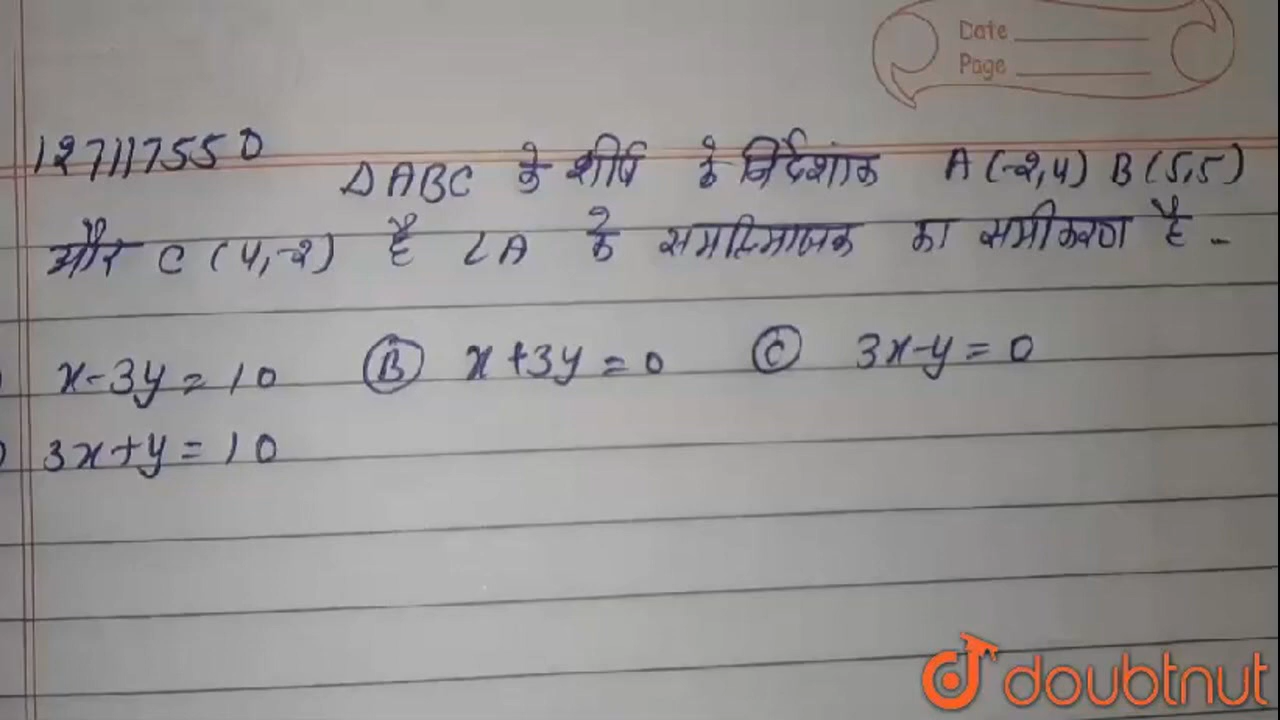 Date
Page
127117550
ΔABC के शीर्ष के निर्देशांक A (-2,4) B (5,5)
और C (4,-2) है ∠A के समद्विभाजक का समीकरण है -
x-3y=10 Ⓑ x+3y=0 Ⓒ 3x-y=0
3x+y=10
doubtnut